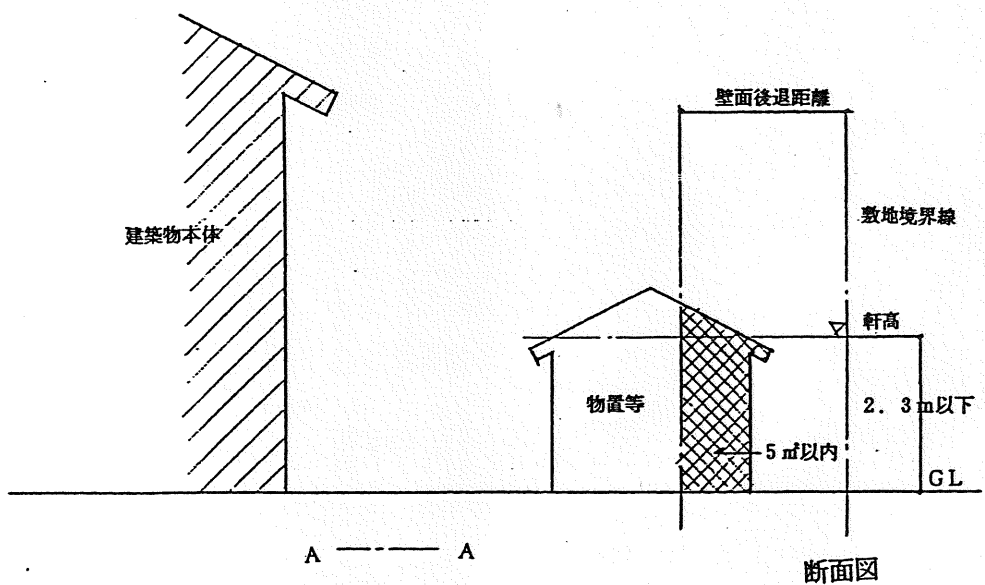 壁面後退距離
敷地境界線
建築物本体
軒高
物置等
2.3m以下
5㎡以内
GL
A A
断面図